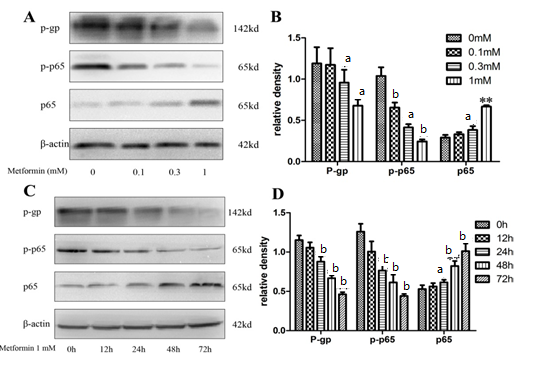 A
p-gp
142kd
p-p65
65kd
p65
65kd
β-actin
42kd
Metformin (mM) 0 0.1 0.3 1
B
relative density
1.5
1.0
0.5
0.0
0mM
0.1mM
0.3mM
1mM
a
a
b
a
b
a
**
P-gp p-p65 p65
C
p-gp
142kd
p-p65
65kd
p65
65kd
β-actin
42kd
Metformin 1 mM 0h 12h 24h 48h 72h
D
relative density
1.5
1.0
0.5
0.0
0h
12h
24h
48h
72h
b
b
b
b
b
b
a
b
b
P-gp p-p65 p65